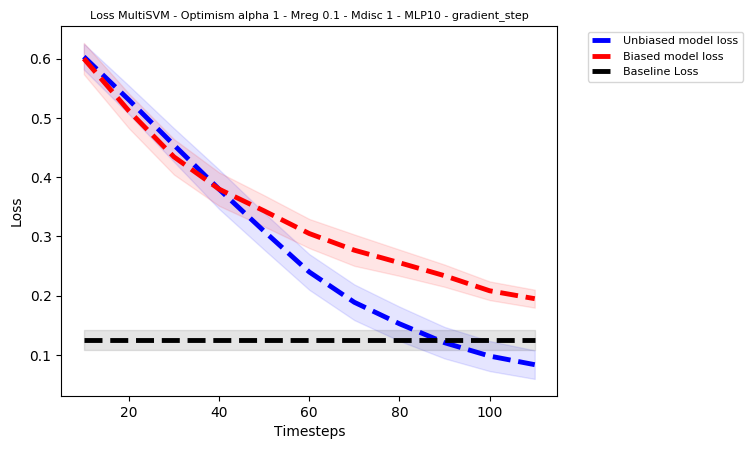 Loss MultiSVM - Optimism alpha 1 - Mreg 0.1 - Mdisc 1 - MLP10 - gradient_step
Unbiased model loss
Biased model loss
Baseline Loss
Loss
0.6
0.5
0.4
0.3
0.2
0.1
20 40 60 80 100
Timesteps